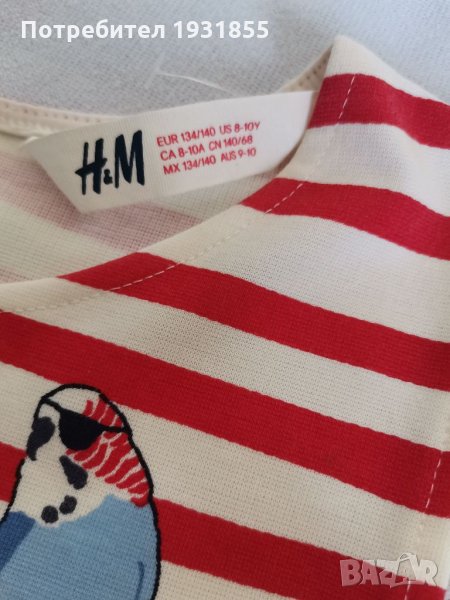 Потребител 1931855
H&M
EUR 134/140 US 8-10Y
CA 8-10A CN 140/68
MX 134/140 AUS 9-10
BAZAR